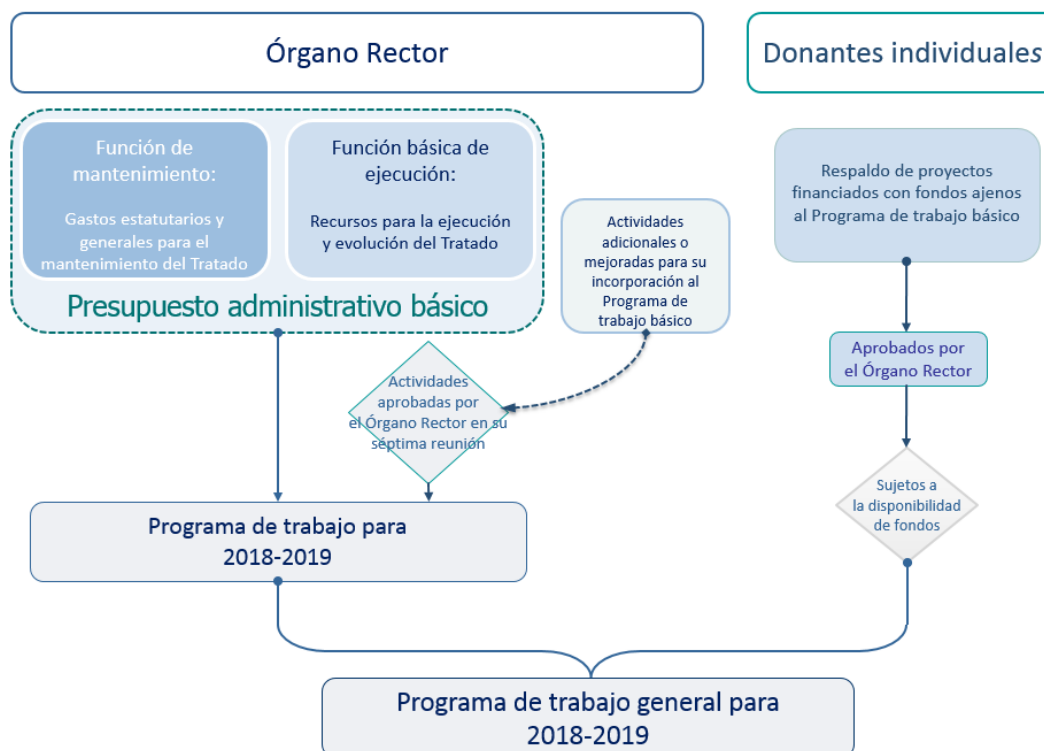 Órgano Rector
Donantes individuales
Función de
mantenimiento:
Gastos estatutarios y
generales para el
mantenimiento del Tratado
Función básica de
ejecución:
Recursos para la ejecución
y evolución del Tratado
Presupuesto administrativo básico
Actividades
adicionales o
mejoradas para su
incorporación al
Programa de
trabajo básico
Respaldo de proyectos
financiados con fondos ajenos
al Programa de trabajo básico
Actividades
aprobadas por
el Órgano Rector en su
séptima reunión
Aprobados por
el Órgano Rector
Sujetos a
la disponibilidad
de fondos
Programa de trabajo para
2018-2019
Programa de trabajo general para
2018-2019